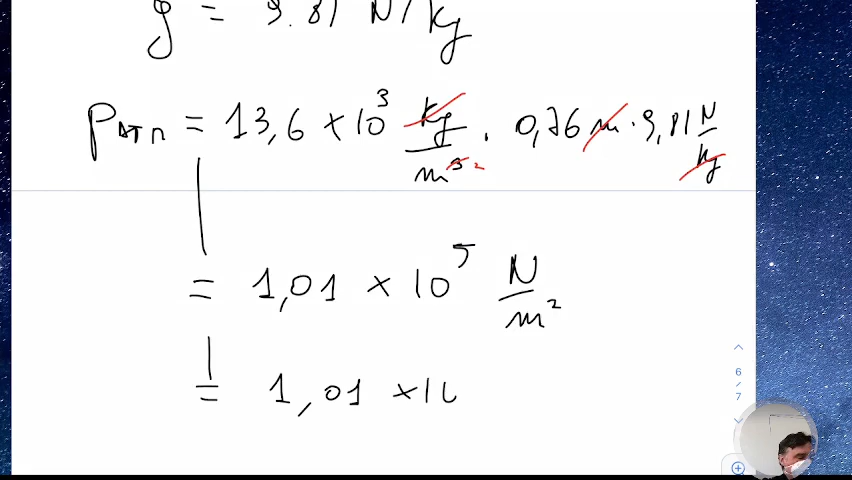 g = 9.81 N/kg
PATM = 13,6 × 10³ kg/m³ ² · 0,76 m · 9,81 N/kg
= 1,01 × 10⁵ N/m²
= 1,01 × 10
6
/
7